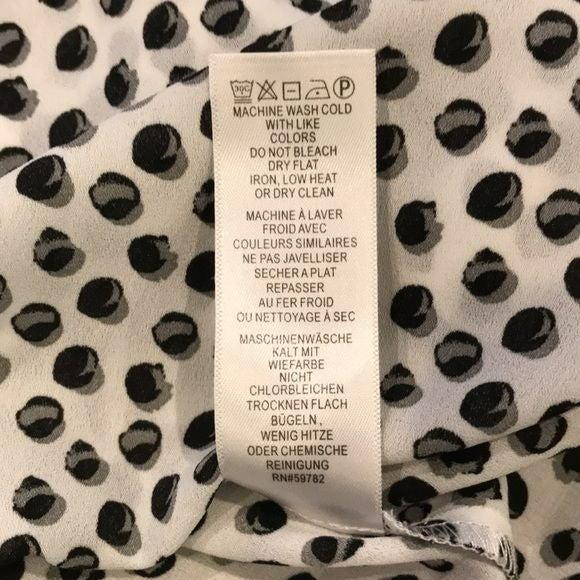 30C P
MACHINE WASH COLD
WITH LIKE
COLORS
DO NOT BLEACH
DRY FLAT
IRON, LOW HEAT
OR DRY CLEAN
MACHINE À LAVER
FROID AVEC
COULEURS SIMILAIRES
NE PAS JAVELLISER
SECHER A PLAT
REPASSER
AU FER FROID
OU NETTOYAGE À SEC
MASCHINENWÄSCHE
KALT MIT
WIEFARBE
NICHT
CHLORBLEICHEN
TROCKNEN FLACH
BÜGELN ,
WENIG HITZE
ODER CHEMISCHE
REINIGUNG
RN#59782